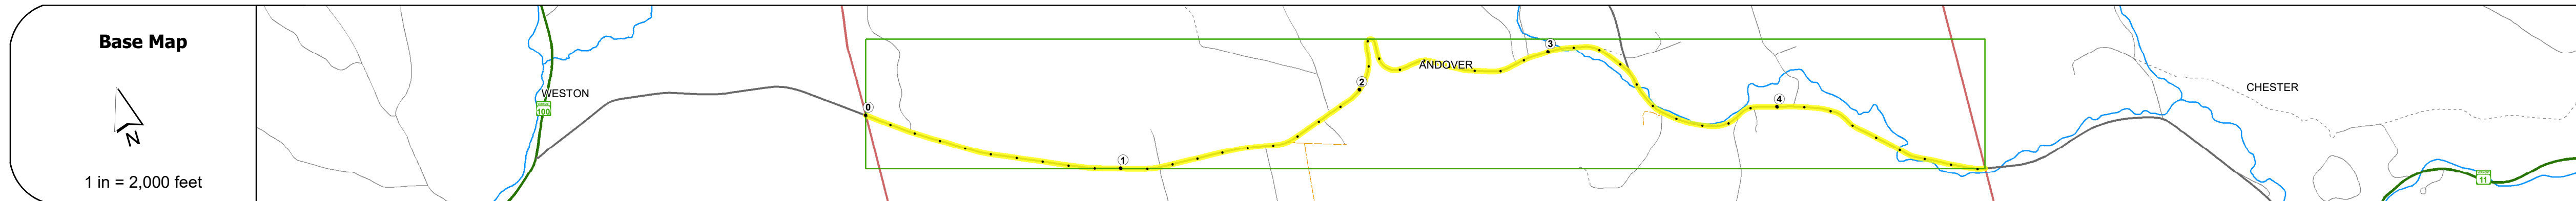 Base Map
N
1 in = 2,000 feet
WESTON
100
0
1
2
ANDOVER
3
4
CHESTER
11